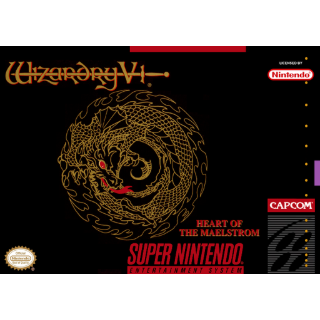 Wizardry VI
LICENSED BY
Nintendo
HEART OF
THE MAELSTROM
CAPCOM
SUPER NINTENDO
ENTERTAINMENT SYSTEM